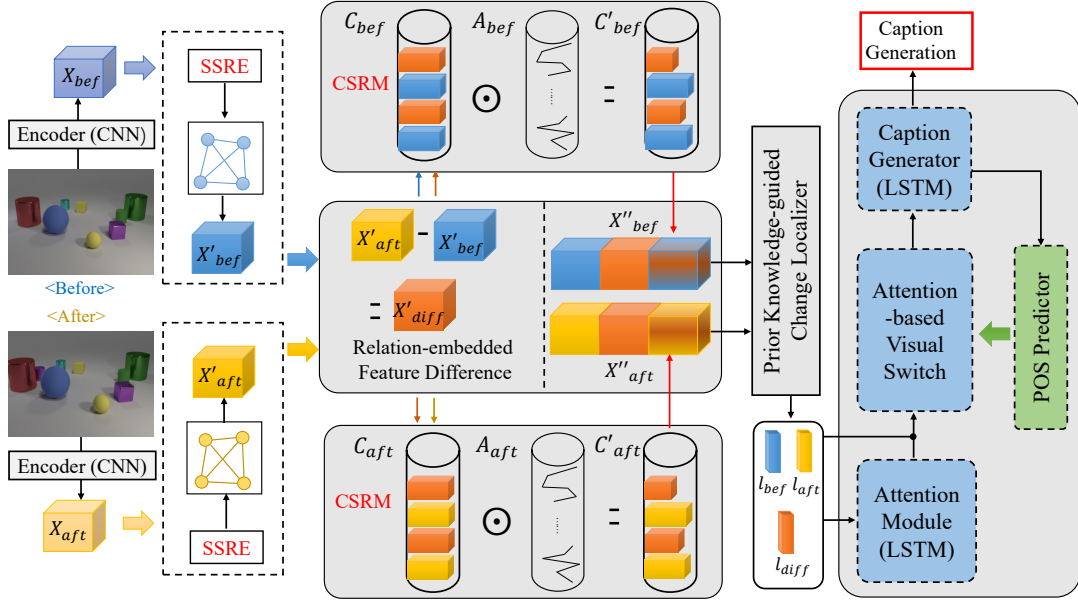 X_bef
Encoder (CNN)
<Before>
<After>
Encoder (CNN)
X_aft
SSRE
X'_bef
X'_aft
SSRE
C_bef
A_bef
C'_bef
CSRM
⊙
=
X'_aft
-
X'_bef
=
X'_diff
Relation-embedded
Feature Difference
X''_bef
X''_aft
C_aft
A_aft
C'_aft
CSRM
⊙
=
Prior Knowledge-guided
Change Localizer
l_bef
l_aft
l_diff
Caption
Generation
Caption
Generator
(LSTM)
Attention
-based
Visual
Switch
Attention
Module
(LSTM)
POS Predictor